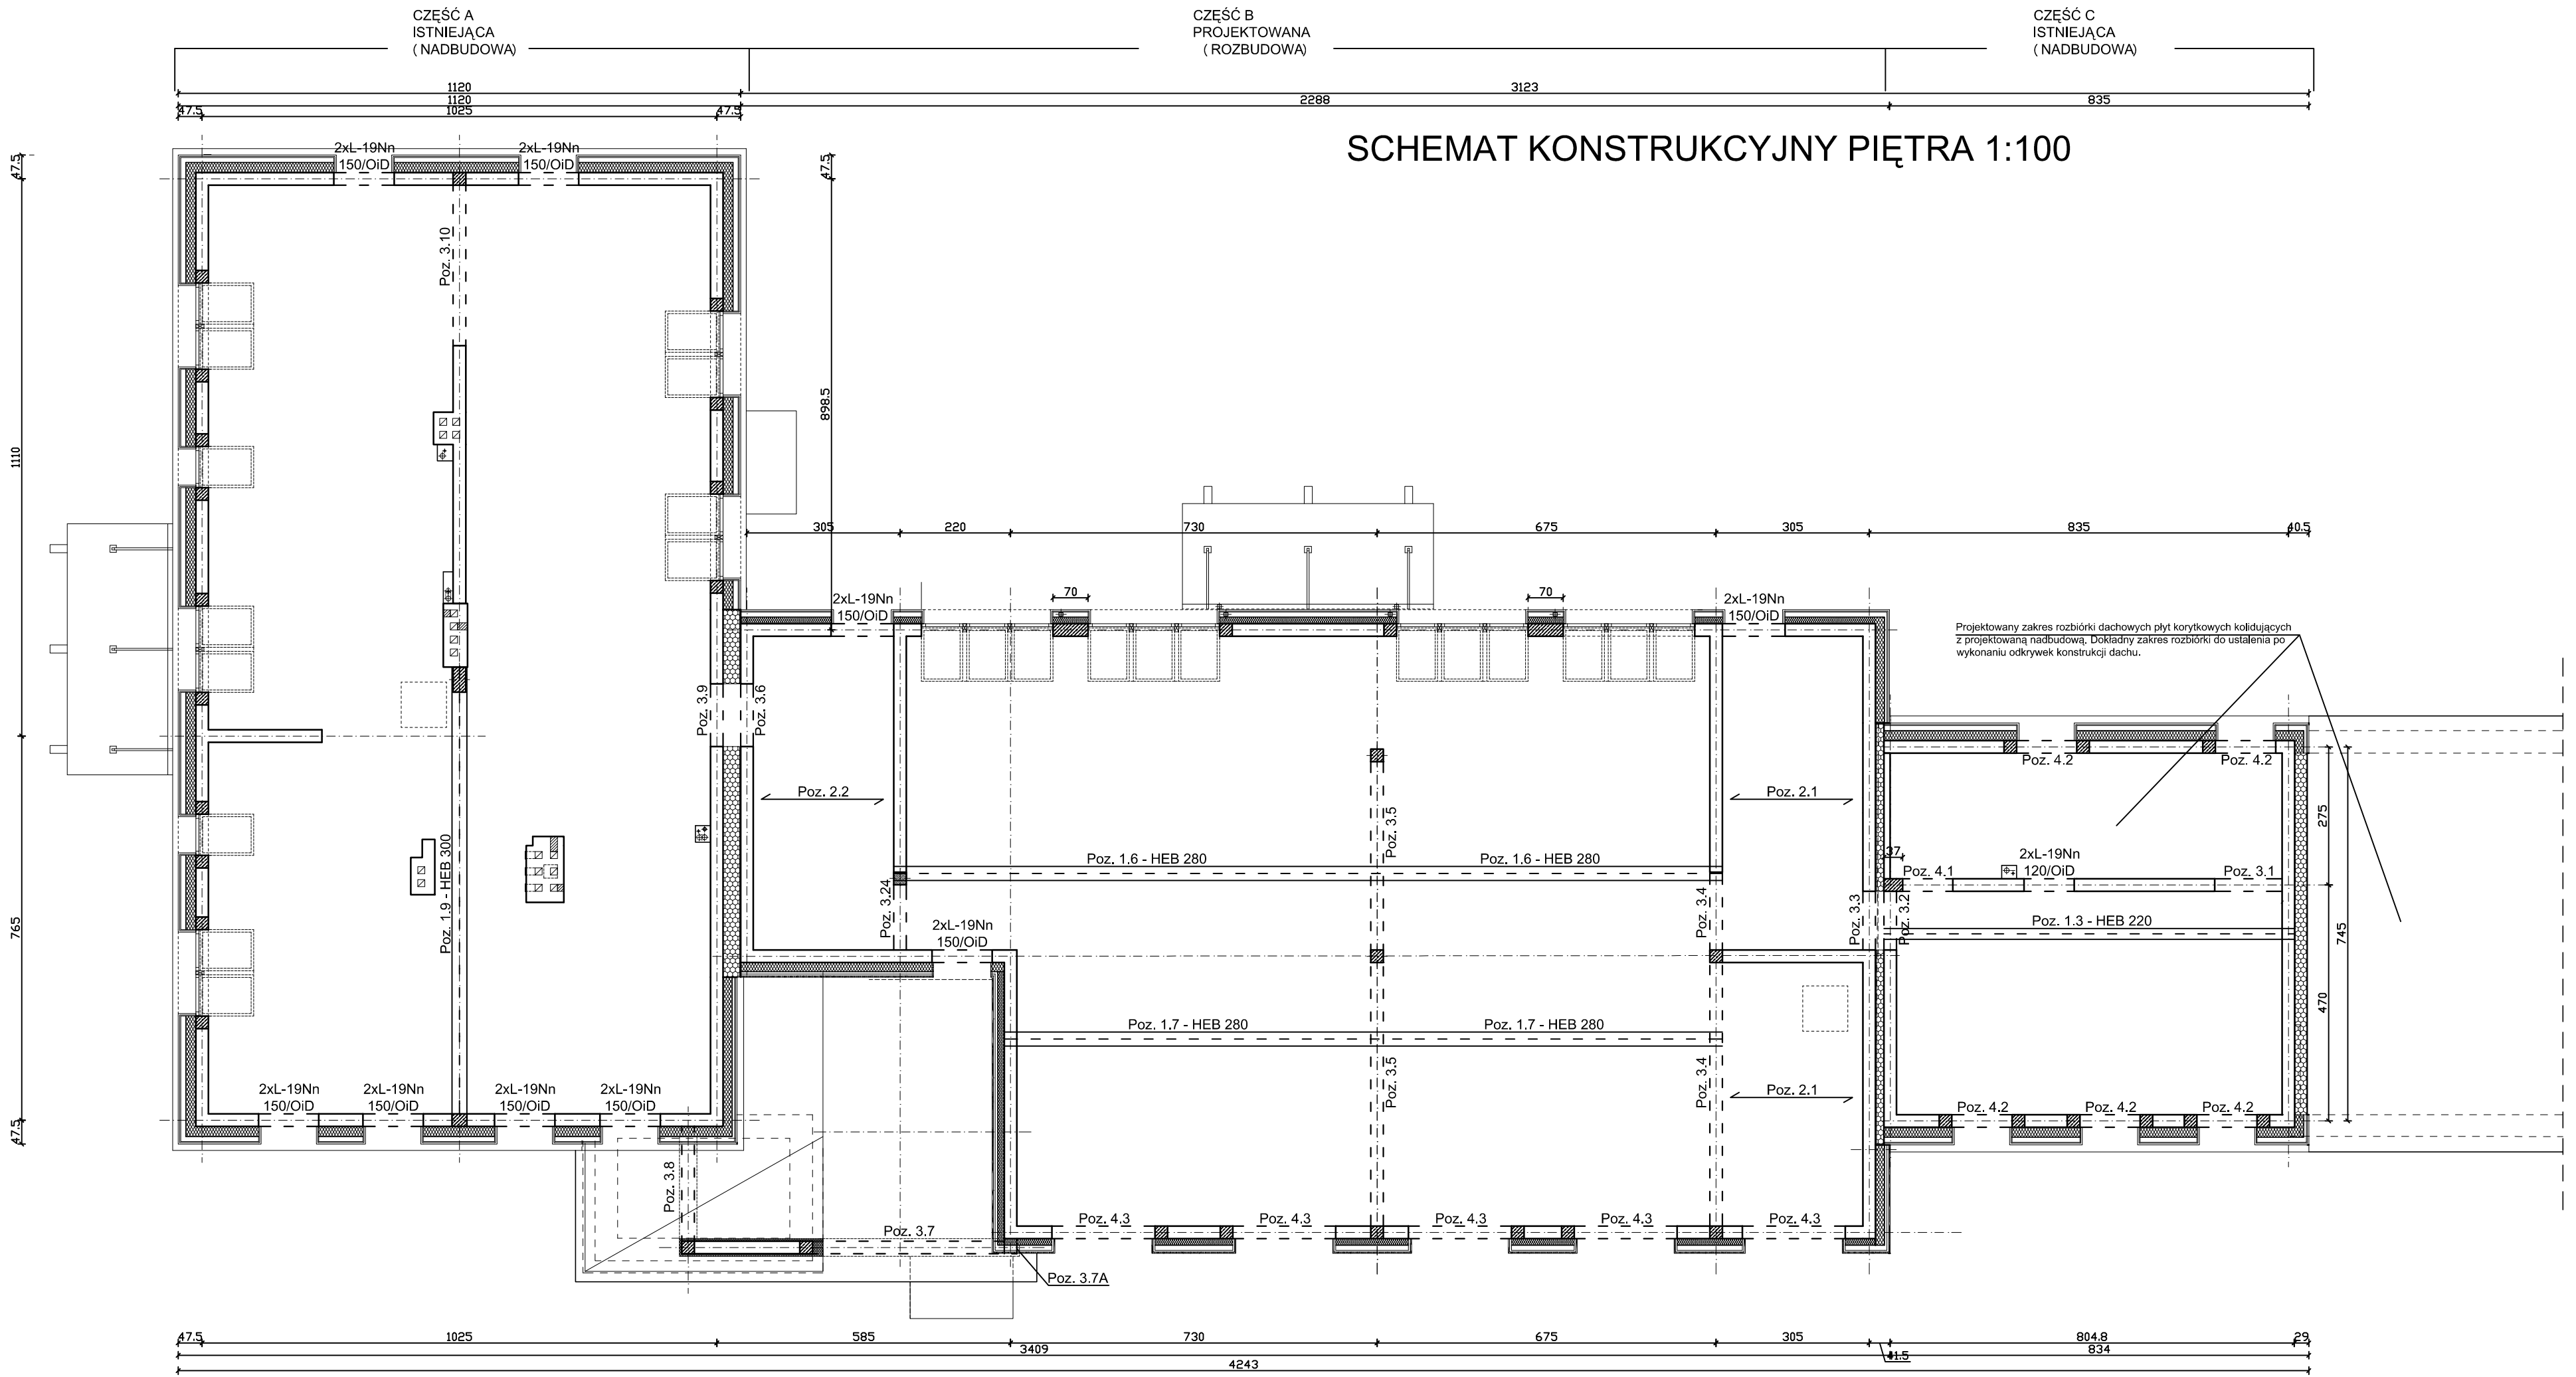 CZĘŚĆ A
ISTNIEJĄCA
( NADBUDOWA)
CZĘŚĆ B
PROJEKTOWANA
( ROZBUDOWA)
CZĘŚĆ C
ISTNIEJĄCA
( NADBUDOWA)
1120
3123
1120
2288
835
47.5
1025
47.5
SCHEMAT KONSTRUKCYJNY PIĘTRA 1:100
47.5
1110
765
47.5
2xL-19Nn
150/OiD
2xL-19Nn
150/OiD
47.5
898.5
Poz. 3.10
305
220
730
675
305
835
40.5
2xL-19Nn
150/OiD
70
70
2xL-19Nn
150/OiD
Projektowany zakres rozbiórki dachowych płyt korytkowych kolidujących
z projektowaną nadbudową. Dokładny zakres rozbiórki do ustalenia po
wykonaniu odkrywek konstrukcji dachu.
Poz. 3.9
Poz. 3.6
Poz. 2.2
Poz. 3.5
Poz. 2.1
Poz. 4.2
Poz. 4.2
275
470
745
Poz. 1.9 - HEB 300
Poz. 1.6 - HEB 280
Poz. 1.6 - HEB 280
37
Poz. 4.1
2xL-19Nn
120/OiD
Poz. 3.1
Poz. 3.24
Poz. 3.4
Poz. 3.3
Poz. 3.2
Poz. 1.3 - HEB 220
2xL-19Nn
150/OiD
Poz. 1.7 - HEB 280
Poz. 1.7 - HEB 280
Poz. 3.5
Poz. 3.4
Poz. 2.1
2xL-19Nn
150/OiD
2xL-19Nn
150/OiD
2xL-19Nn
150/OiD
2xL-19Nn
150/OiD
Poz. 4.2
Poz. 4.2
Poz. 4.2
Poz. 3.8
Poz. 3.7
Poz. 3.7A
Poz. 4.3
Poz. 4.3
Poz. 4.3
Poz. 4.3
Poz. 4.3
47.5
1025
585
730
675
305
804.8
29
3409
41.5
834
4243